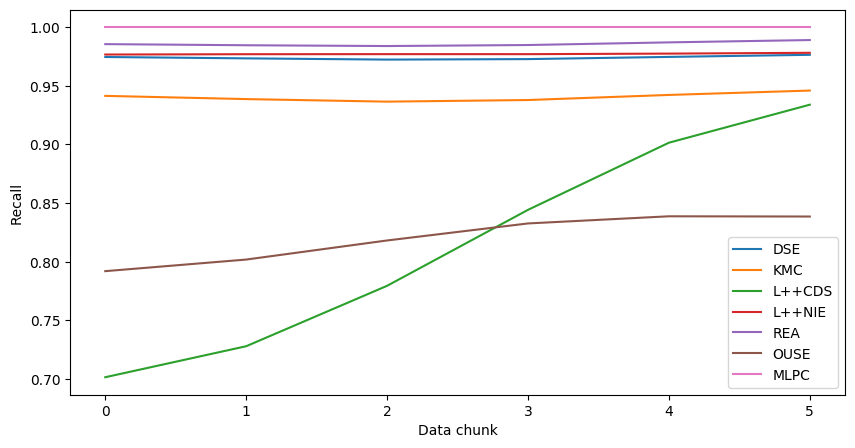 1.00
0.95
0.90
0.85
0.80
0.75
0.70
Recall
0
1
2
3
4
5
Data chunk
DSE
KMC
L++CDS
L++NIE
REA
OUSE
MLPC